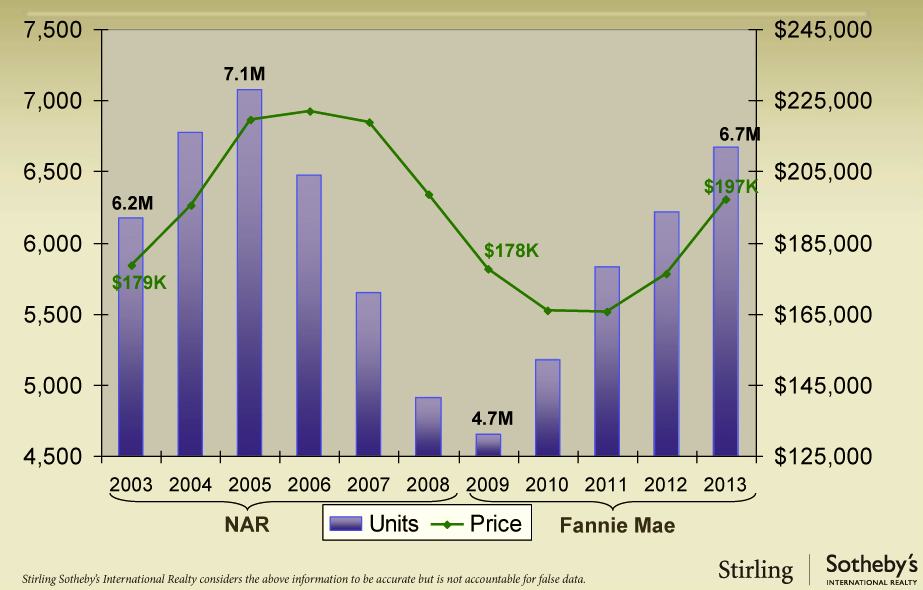 7,500
7,000
6,500
6,000
5,500
5,000
4,500
$245,000
$225,000
$205,000
$185,000
$165,000
$145,000
$125,000
7.1M
6.7M
6.2M
$197K
$178K
$179K
4.7M
2003 2004 2005 2006 2007 2008 2009 2010 2011 2012 2013
NAR
Units Price
Fannie Mae
Stirling Sotheby's International Realty considers the above information to be accurate but is not accountable for false data.
Stirling
Sotheby's
INTERNATIONAL REALTY